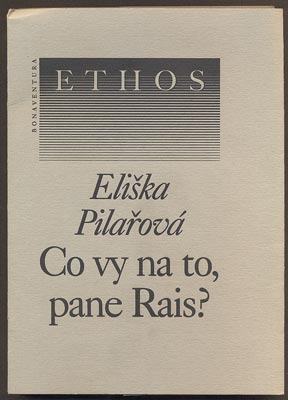 BONAVENTURA
ETHOS
Eliška
Pilařová
Co vy na to,
pane Rais?